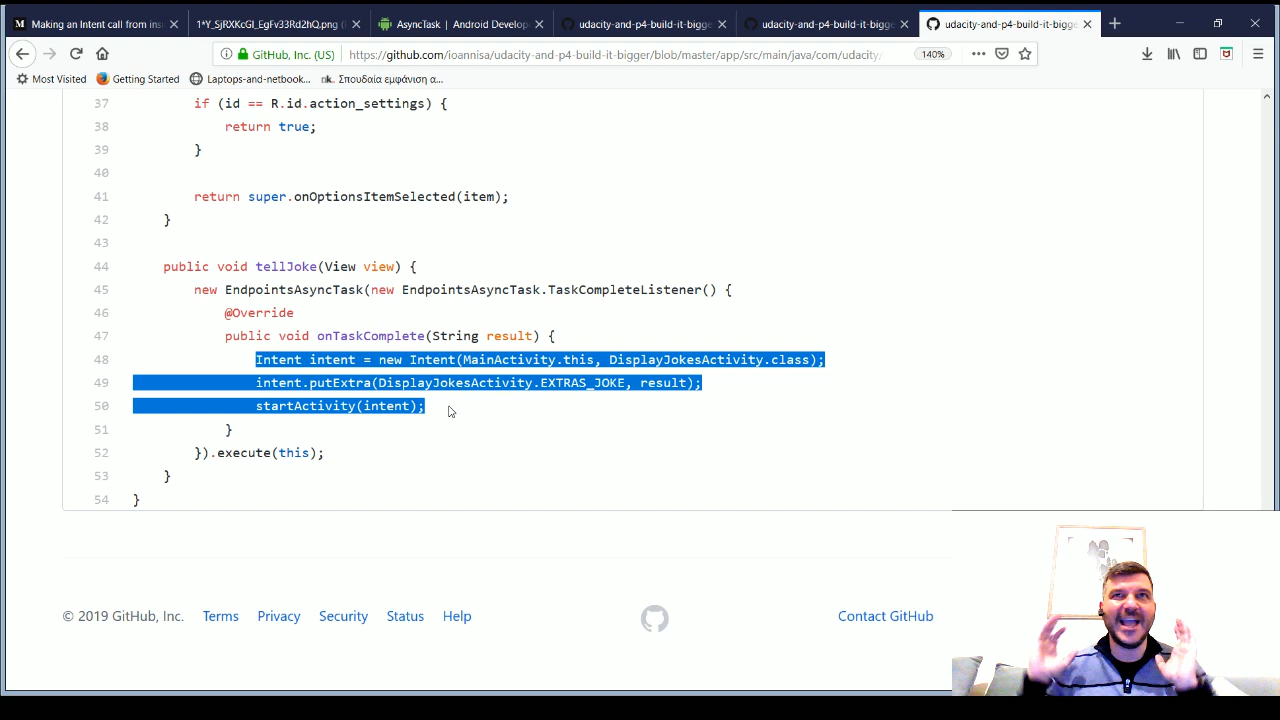 Making an Intent call from ins
1*Y_SjRXKcGI_EgFv33Rd2hQ.png (
AsyncTask | Android Develop
udacity-and-p4-build-it-bigge
udacity-and-p4-build-it-bigge
udacity-and-p4-build-it-bigge
GitHub, Inc. (US)
https://github.com/ioannisa/udacity-and-p4-build-it-bigger/blob/master/app/src/main/java/com/udacity/
140%
Most Visited
Getting Started
Laptops-and-netbook...
nk. Σπουδαία εμφάνιση α...
37 if (id == R.id.action_settings) {
38 return true;
39 }
40
41 return super.onOptionsItemSelected(item);
42 }
43
44 public void tellJoke(View view) {
45 new EndpointsAsyncTask(new EndpointsAsyncTask.TaskCompleteListener() {
46 @Override
47 public void onTaskComplete(String result) {
48 Intent intent = new Intent(MainActivity.this, DisplayJokesActivity.class);
49 intent.putExtra(DisplayJokesActivity.EXTRAS_JOKE, result);
50 startActivity(intent);
51 }
52 }).execute(this);
53 }
54 }
© 2019 GitHub, Inc. Terms Privacy Security Status Help Contact GitHub